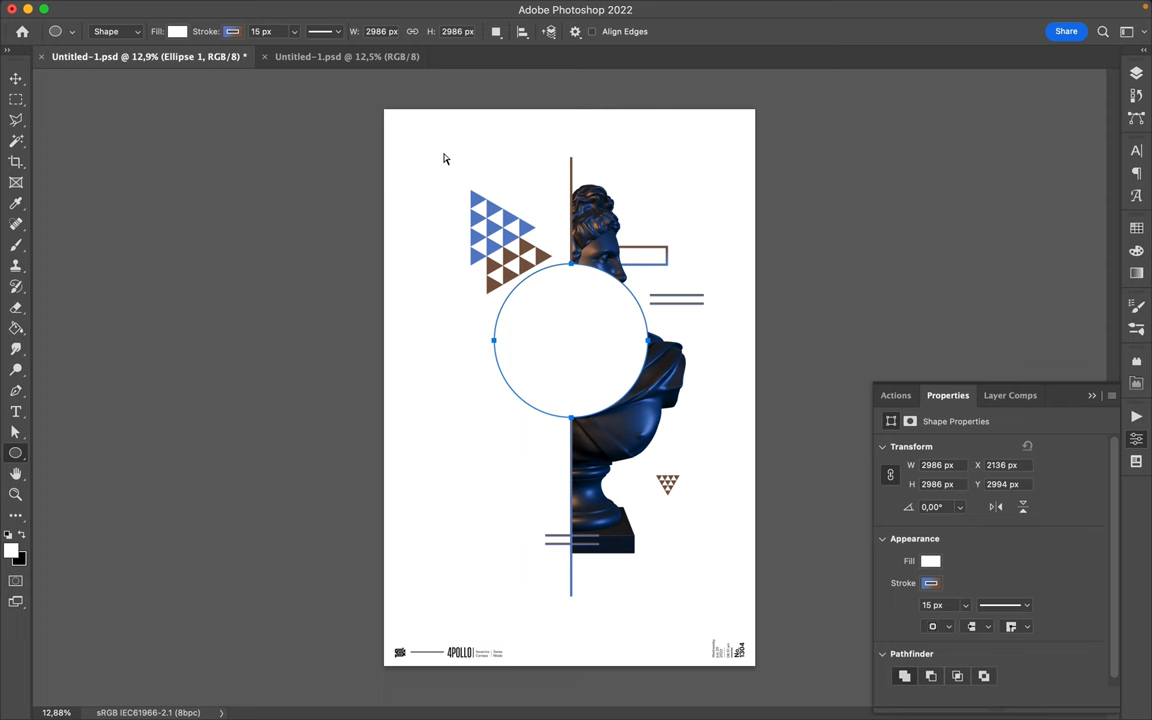 Adobe Photoshop 2022
Shape Fill: Stroke: 15 px W: 2986 px H: 2986 px Align Edges Share
Untitled-1.psd @ 12,9% (Ellipse 1, RGB/8) * Untitled-1.psd @ 12,5% (RGB/8)
Actions Properties Layer Comps
Shape Properties
Transform
W 2986 px X 2136 px
H 2986 px Y 2994 px
0,00°
Appearance
Fill
Stroke
15 px
Pathfinder
4POLLO
No. 1304
12,88% sRGB IEC61966-2.1 (8bpc)